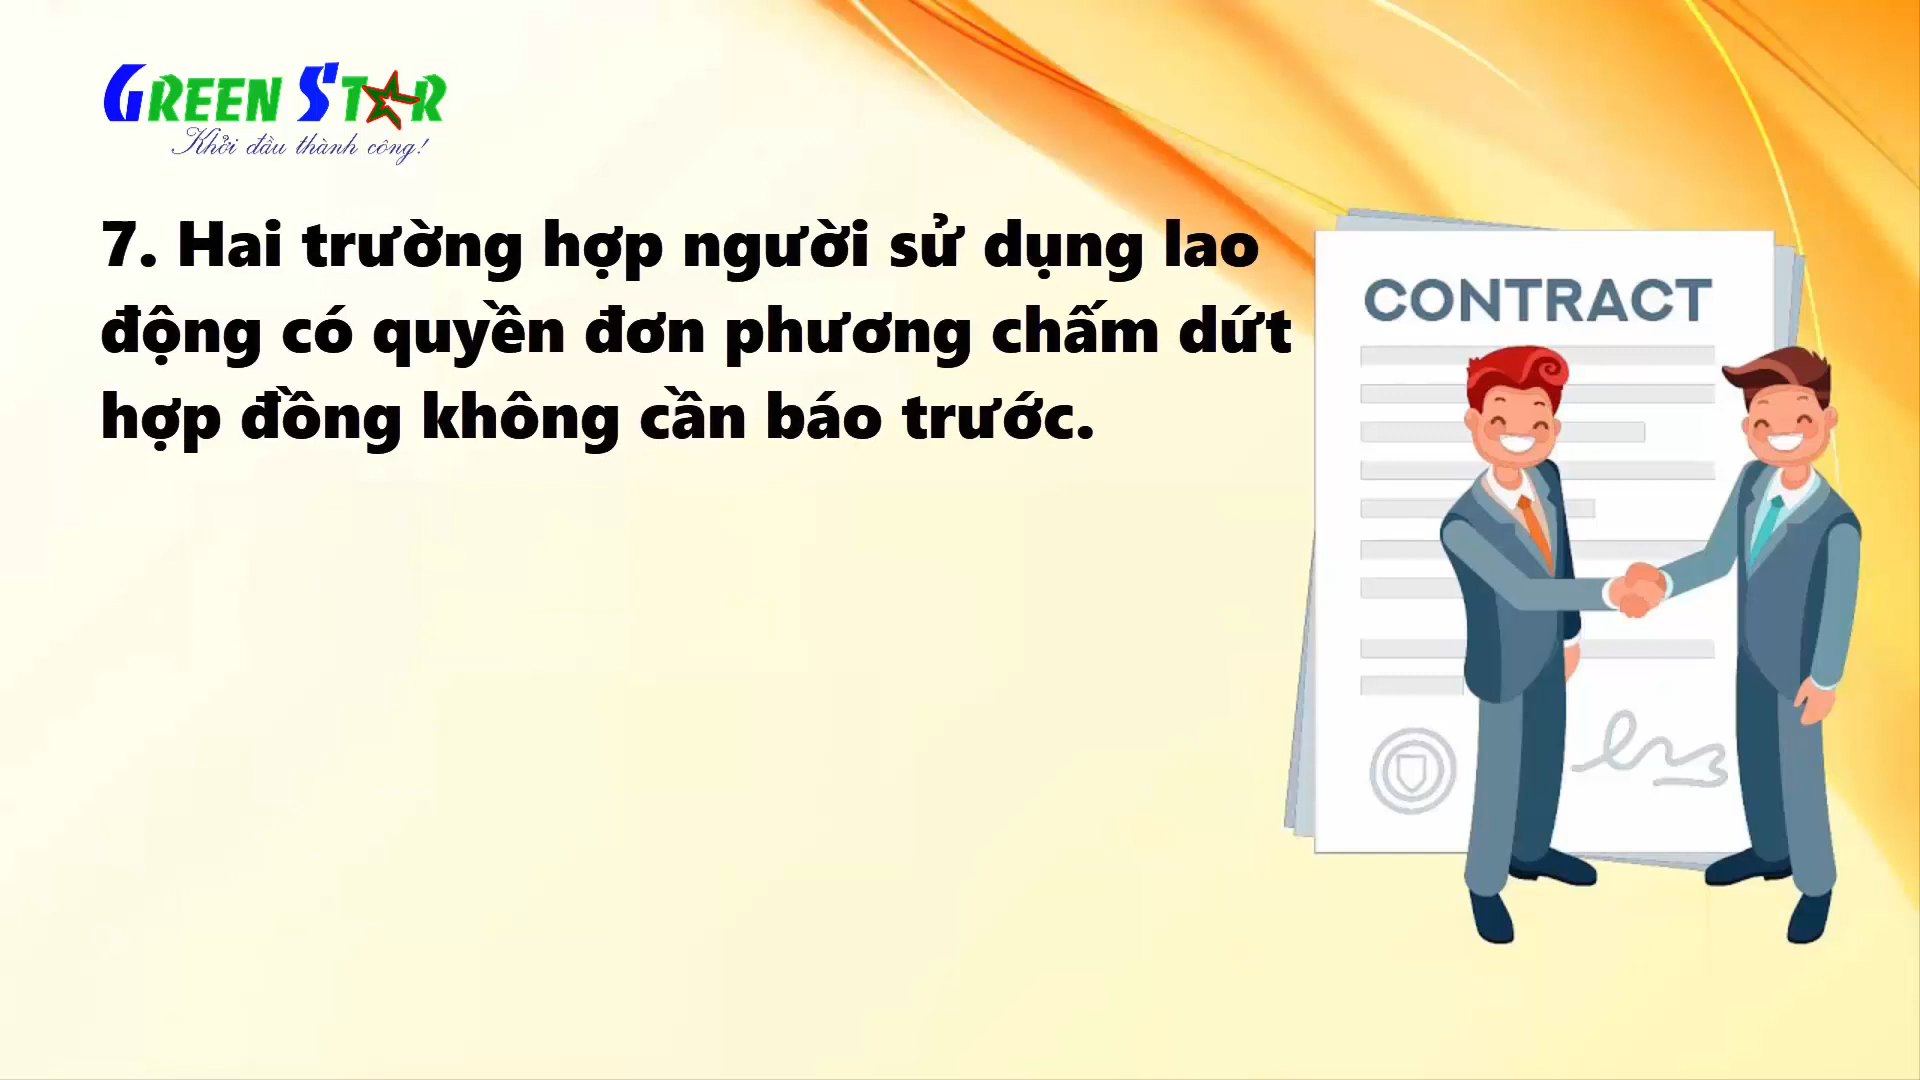 GREEN STAR
Khởi đầu thành công!
7. Hai trường hợp người sử dụng lao
động có quyền đơn phương chấm dứt
hợp đồng không cần báo trước.
CONTRACT